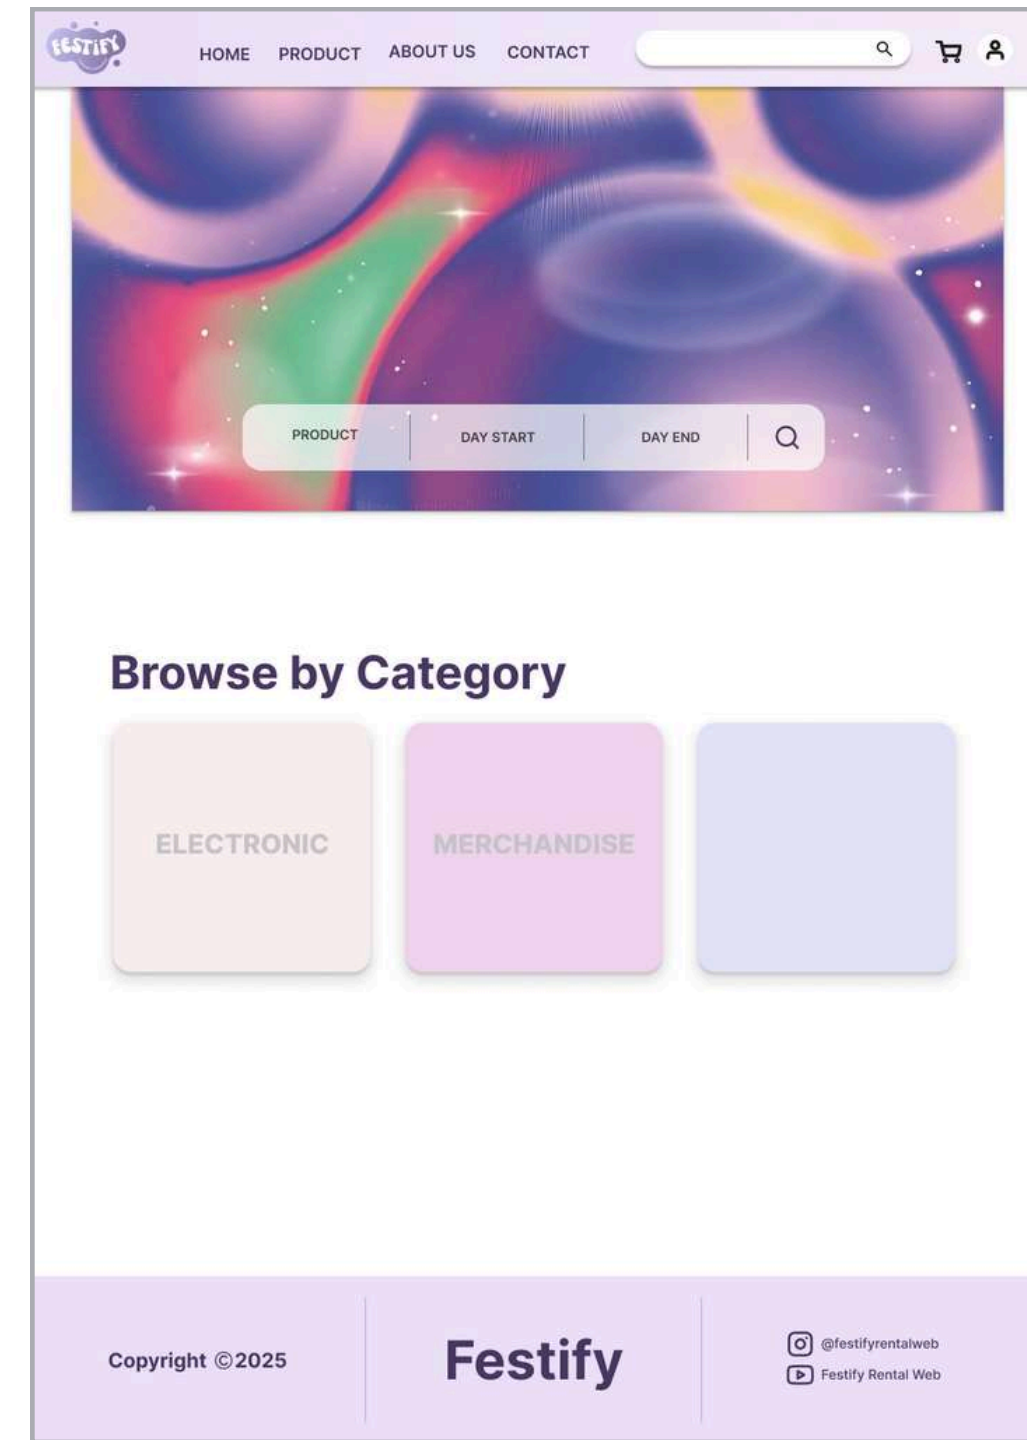 FESTIFY
HOME PRODUCT ABOUT US CONTACT
PRODUCT DAY START DAY END
Browse by Category
ELECTRONIC MERCHANDISE
Copyright ©2025
Festify
@festifyrentalweb
Festify Rental Web